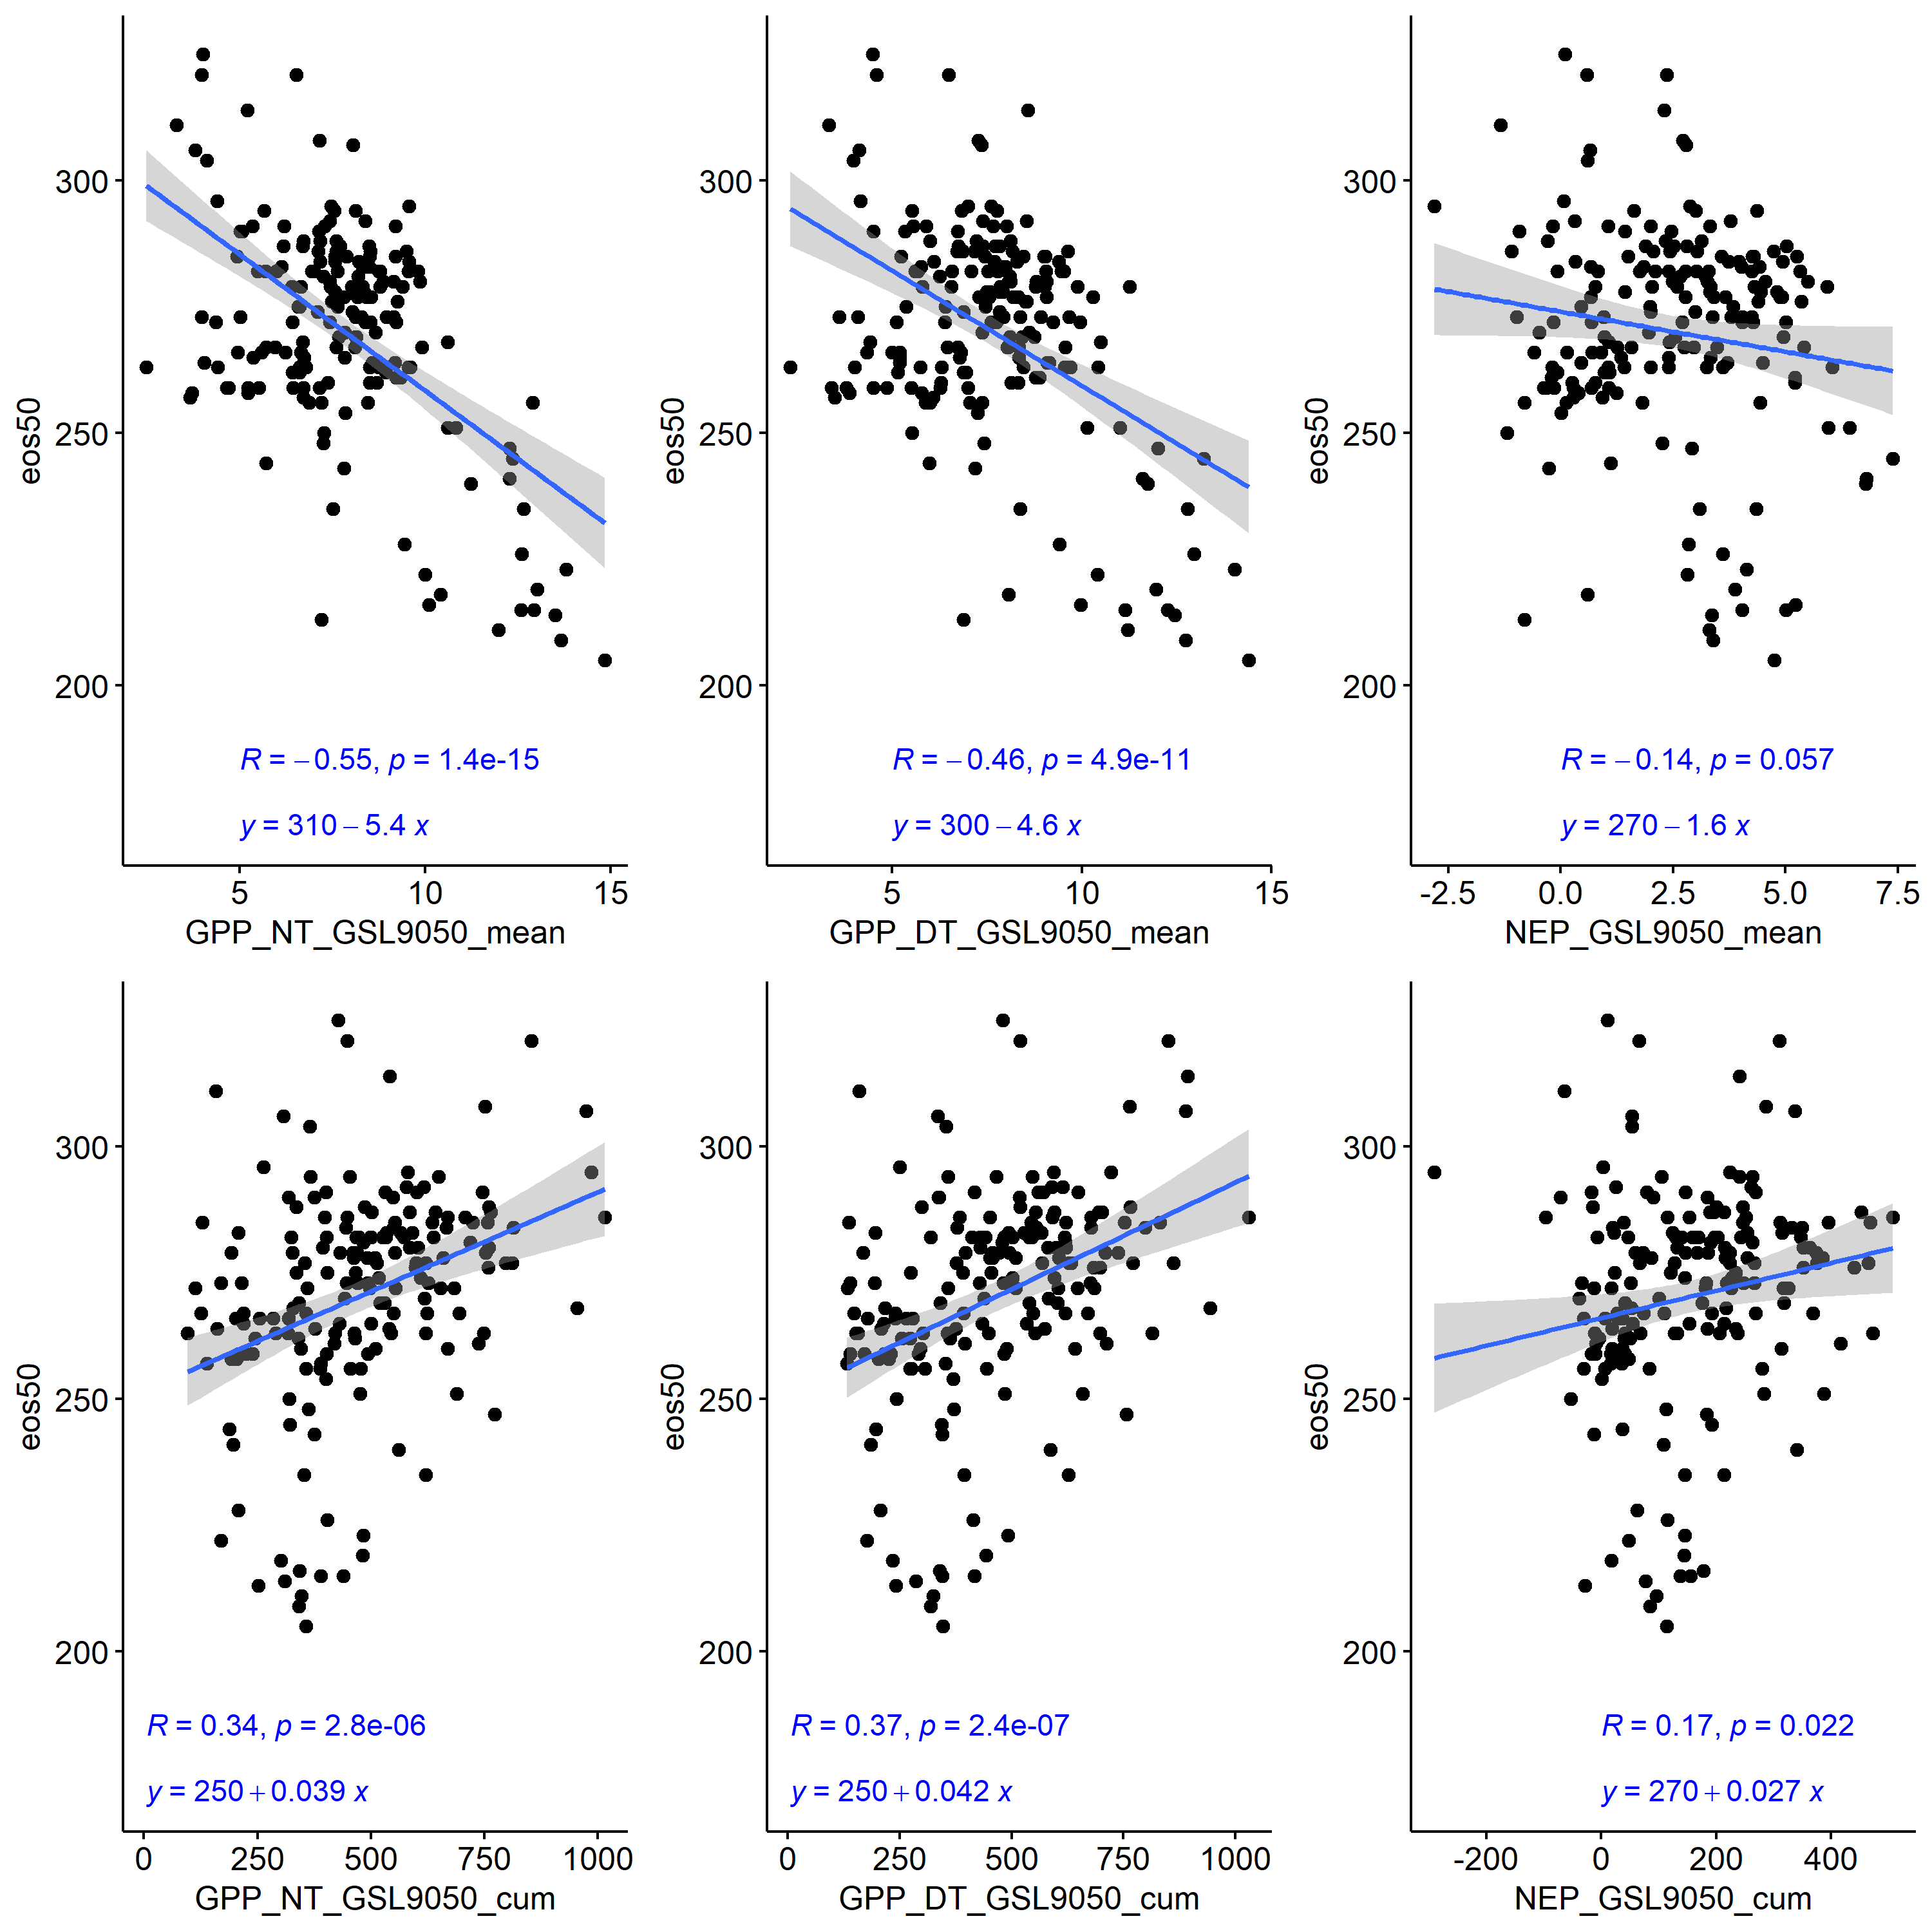 300
250
200
eos50
R = −0.55, p = 1.4e-15
y = 310 − 5.4 x
5 10 15
GPP_NT_GSL9050_mean
300
250
200
eos50
R = −0.46, p = 4.9e-11
y = 300 − 4.6 x
5 10 15
GPP_DT_GSL9050_mean
300
250
200
eos50
R = −0.14, p = 0.057
y = 270 − 1.6 x
-2.5 0.0 2.5 5.0 7.5
NEP_GSL9050_mean
300
250
200
eos50
R = 0.34, p = 2.8e-06
y = 250 + 0.039 x
0 250 500 750 1000
GPP_NT_GSL9050_cum
300
250
200
eos50
R = 0.37, p = 2.4e-07
y = 250 + 0.042 x
0 250 500 750 1000
GPP_DT_GSL9050_cum
300
250
200
eos50
R = 0.17, p = 0.022
y = 270 + 0.027 x
-200 0 200 400
NEP_GSL9050_cum